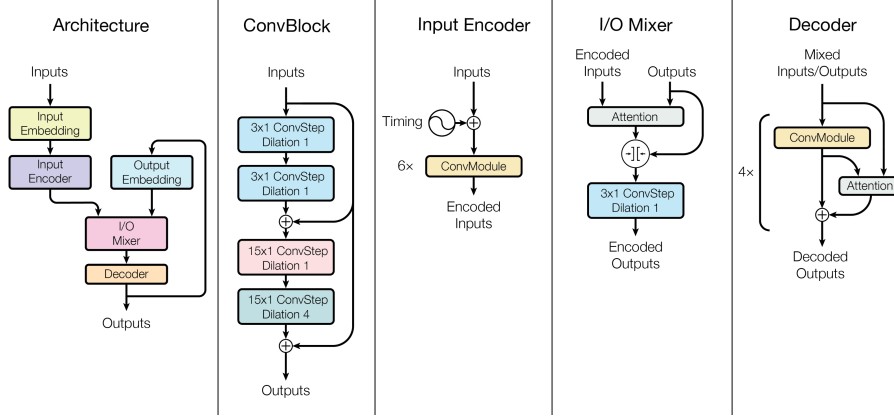 Architecture
Inputs
Input
Embedding
Input
Encoder
Output
Embedding
I/O
Mixer
Decoder
Outputs
ConvBlock
Inputs
3x1 ConvStep
Dilation 1
3x1 ConvStep
Dilation 1
15x1 ConvStep
Dilation 1
15x1 ConvStep
Dilation 4
Outputs
Input Encoder
Inputs
Timing
6×
ConvModule
Encoded
Inputs
I/O Mixer
Encoded
Inputs
Outputs
Attention
3x1 ConvStep
Dilation 1
Encoded
Outputs
Decoder
Mixed
Inputs/Outputs
ConvModule
4×
Attention
Decoded
Outputs